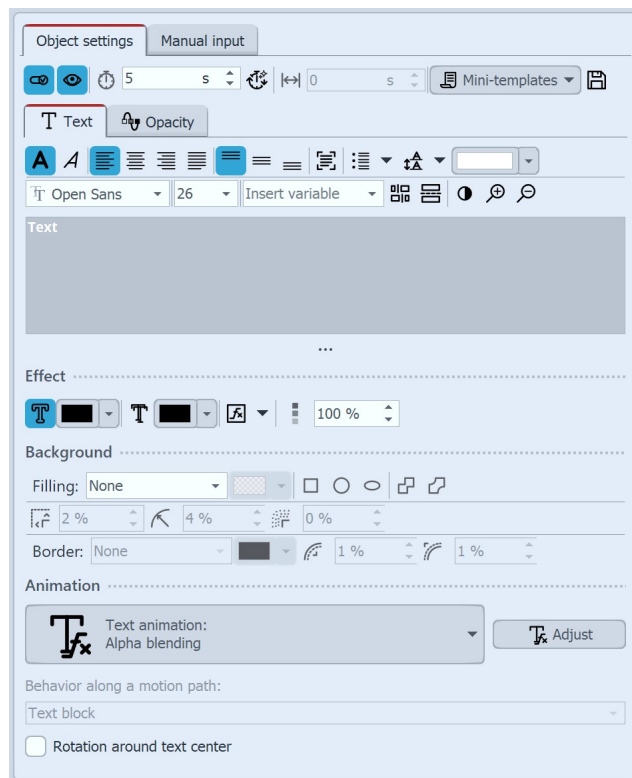 Object settings Manual input
5 s 0 s Mini-templates
T Text Opacity
A A
Tr Open Sans 26 Insert variable
Text
...
Effect
100 %
Background
Filling: None
2 % 4 % 0 %
Border: None 1 % 1 %
Animation
Text animation:
Alpha blending
Adjust
Behavior along a motion path:
Text block
Rotation around text center